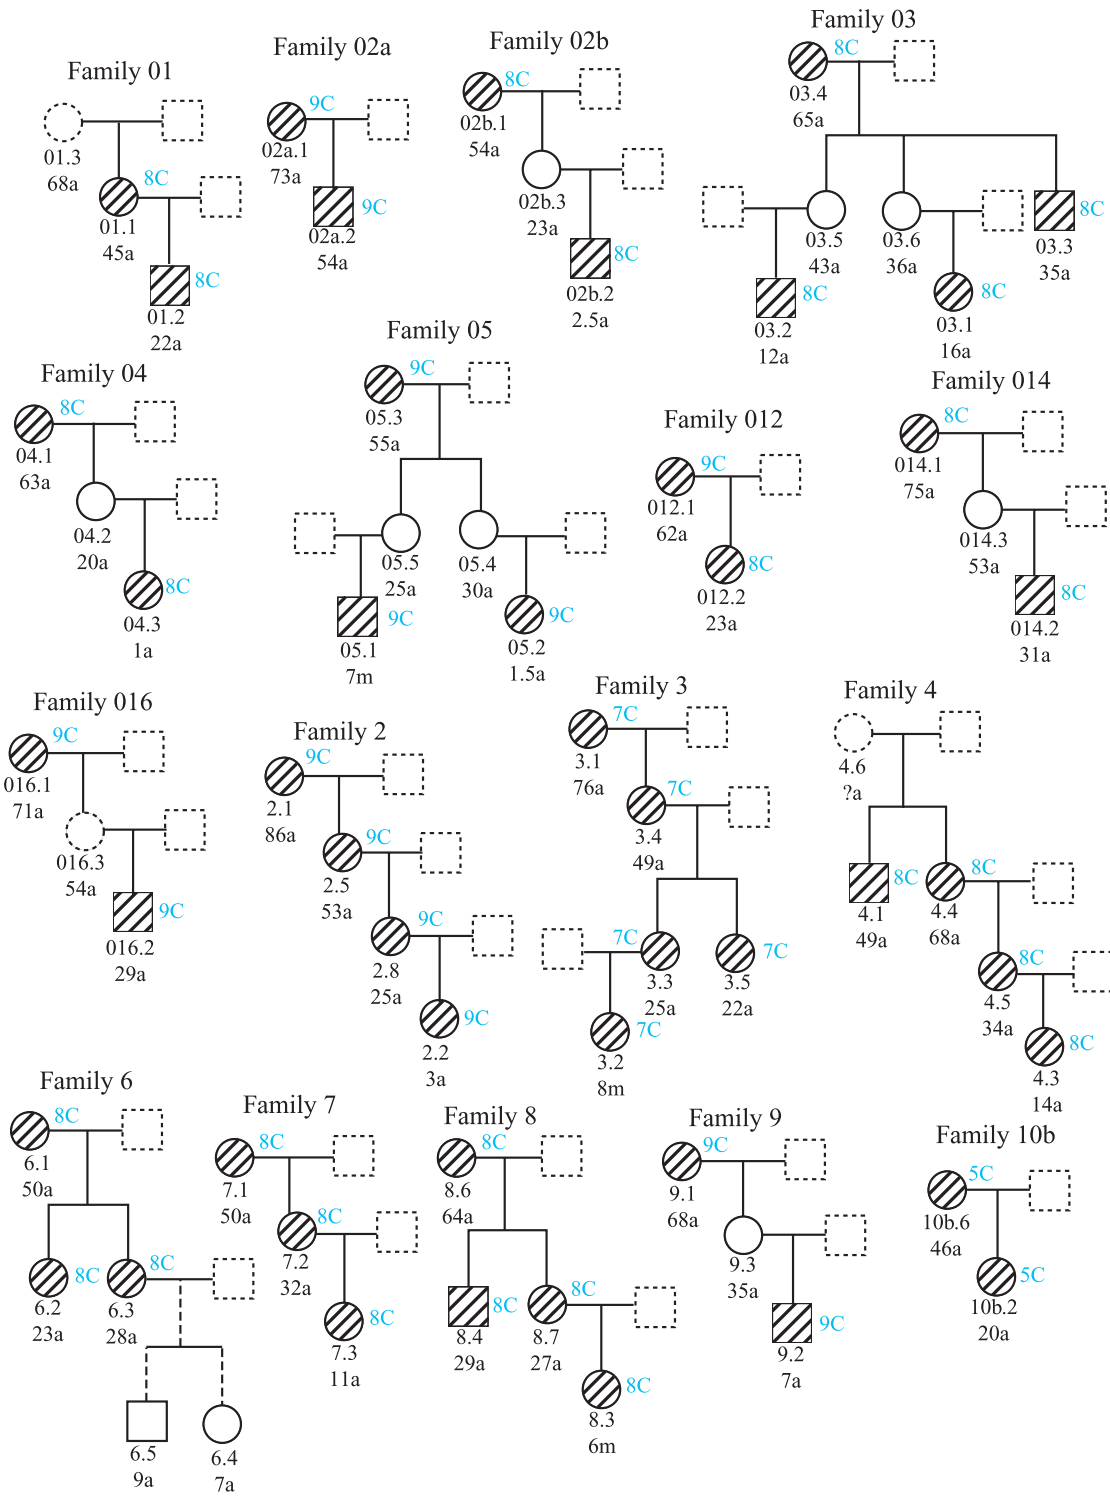 Family 01
01.3
68a
8C
01.1
45a
8C
01.2
22a
Family 02a
9C
02a.1
73a
9C
02a.2
54a
Family 02b
8C
02b.1
54a
02b.3
23a
8C
02b.2
2.5a
Family 03
8C
03.4
65a
03.5
43a
03.6
36a
8C
03.3
35a
8C
03.2
12a
8C
03.1
16a
Family 04
8C
04.1
63a
04.2
20a
8C
04.3
1a
Family 05
9C
05.3
55a
05.5
25a
05.4
30a
9C
05.1
7m
9C
05.2
1.5a
Family 012
9C
012.1
62a
8C
012.2
23a
Family 014
8C
014.1
75a
014.3
53a
8C
014.2
31a
Family 016
9C
016.1
71a
016.3
54a
9C
016.2
29a
Family 2
9C
2.1
86a
9C
2.5
53a
9C
2.8
25a
9C
2.2
3a
Family 3
7C
3.1
76a
7C
3.4
49a
7C
3.3
25a
7C
3.5
22a
7C
3.2
8m
Family 4
4.6
?a
8C
4.1
49a
8C
4.4
68a
8C
4.5
34a
8C
4.3
14a
Family 6
8C
6.1
50a
8C
6.2
23a
8C
6.3
28a
6.5
9a
6.4
7a
Family 7
8C
7.1
50a
8C
7.2
32a
8C
7.3
11a
Family 8
8C
8.6
64a
8C
8.4
29a
8C
8.7
27a
8C
8.3
6m
Family 9
9C
9.1
68a
9.3
35a
9C
9.2
7a
Family 10b
5C
10b.6
46a
5C
10b.2
20a